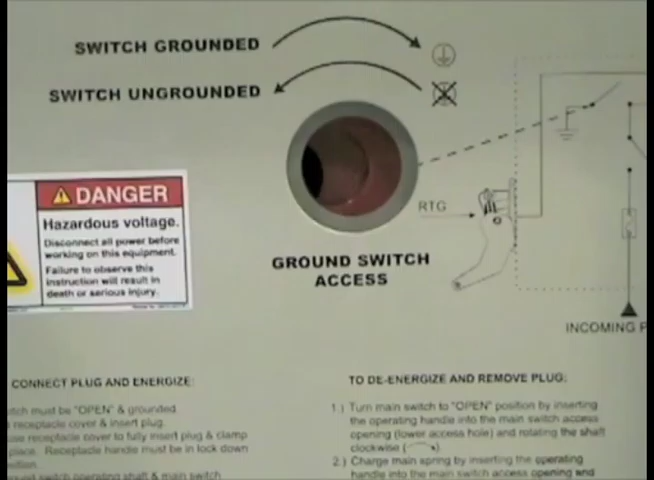 SWITCH GROUNDED
SWITCH UNGROUNDED
DANGER
Hazardous voltage.
Disconnect all power before
working on this equipment.
Failure to observe this
instruction will result in
death or serious injury.
RTG
GROUND SWITCH
ACCESS
INCOMING
CONNECT PLUG AND ENERGIZE:
must be "OPEN" & grounded.
receptacle cover & insert plug.
receptacle cover to fully insert plug & clamp
place. Receptacle handle must be in lock down
switch operating shaft & main switch
TO DE-ENERGIZE AND REMOVE PLUG:
1.) Turn main switch to "OPEN" position by inserting
the operating handle into the main switch access
opening (lower access hole) and rotating the shaft
clockwise ( ).
2.) Charge main spring by inserting the operating
handle into the main switch access opening and